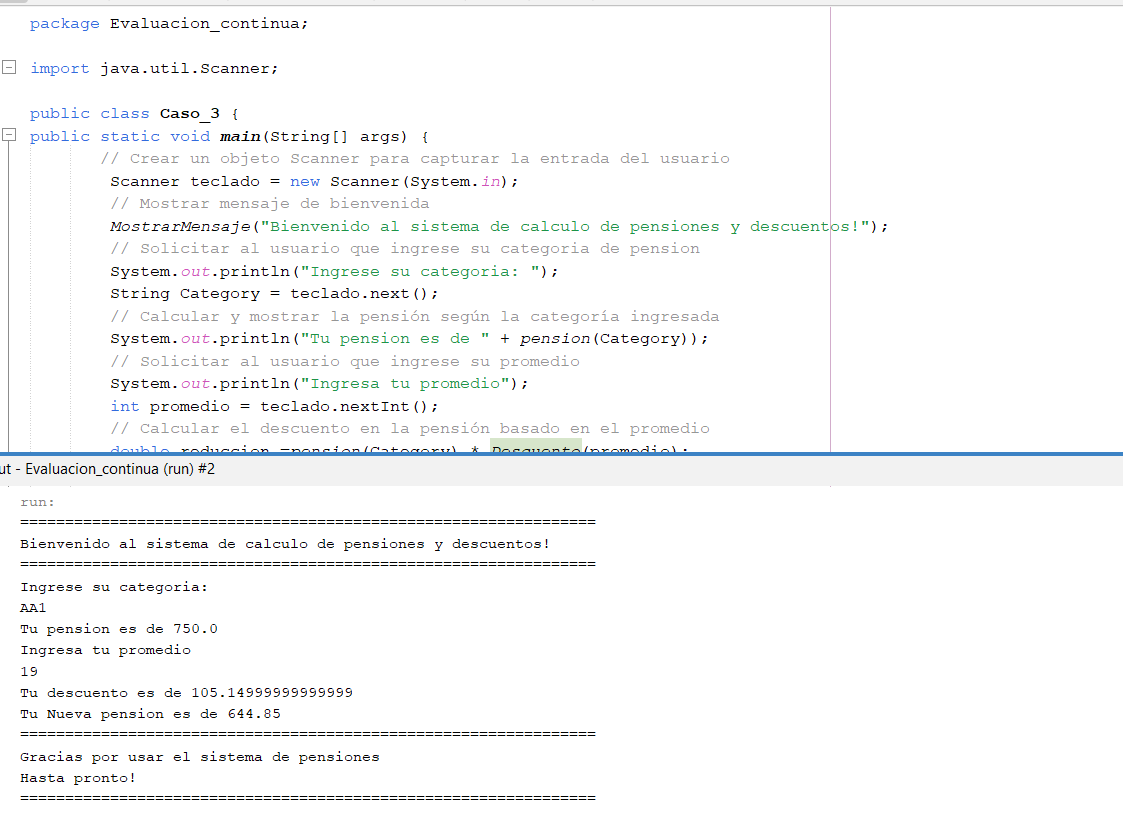 package Evaluacion_continua;
import java.util.Scanner;
public class Caso_3 {
public static void main(String[] args) {
// Crear un objeto Scanner para capturar la entrada del usuario
Scanner teclado = new Scanner(System.in);
// Mostrar mensaje de bienvenida
MostrarMensaje("Bienvenido al sistema de calculo de pensiones y descuentos!");
// Solicitar al usuario que ingrese su categoria de pension
System.out.println("Ingrese su categoria: ");
String Category = teclado.next();
// Calcular y mostrar la pensión según la categoría ingresada
System.out.println("Tu pension es de " + pension(Category));
// Solicitar al usuario que ingrese su promedio
System.out.println("Ingresa tu promedio");
int promedio = teclado.nextInt();
// Calcular el descuento en la pensión basado en el promedio
double reduccion =pension(Category) * Descuento(promedio);
ut - Evaluacion_continua (run) #2
run:
================================================================
Bienvenido al sistema de calculo de pensiones y descuentos!
================================================================
Ingrese su categoria:
AA1
Tu pension es de 750.0
Ingresa tu promedio
19
Tu descuento es de 105.14999999999999
Tu Nueva pension es de 644.85
================================================================
Gracias por usar el sistema de pensiones
Hasta pronto!
================================================================